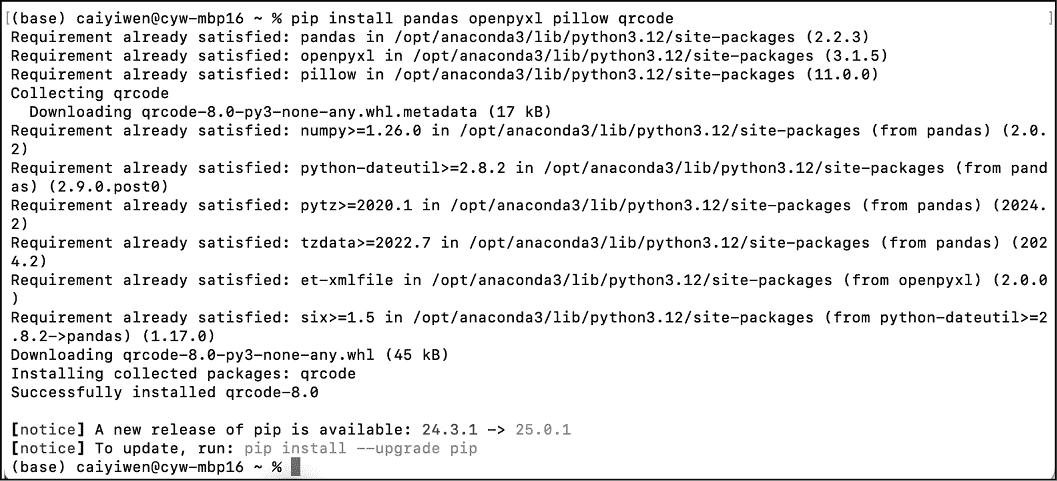 [(base) caiyiwen@cyw-mbp16 ~ % pip install pandas openpyxl pillow qrcode ]
Requirement already satisfied: pandas in /opt/anaconda3/lib/python3.12/site-packages (2.2.3)
Requirement already satisfied: openpyxl in /opt/anaconda3/lib/python3.12/site-packages (3.1.5)
Requirement already satisfied: pillow in /opt/anaconda3/lib/python3.12/site-packages (11.0.0)
Collecting qrcode
  Downloading qrcode-8.0-py3-none-any.whl.metadata (17 kB)
Requirement already satisfied: numpy>=1.26.0 in /opt/anaconda3/lib/python3.12/site-packages (from pandas) (2.0.
2)
Requirement already satisfied: python-dateutil>=2.8.2 in /opt/anaconda3/lib/python3.12/site-packages (from pand
as) (2.9.0.post0)
Requirement already satisfied: pytz>=2020.1 in /opt/anaconda3/lib/python3.12/site-packages (from pandas) (2024.
2)
Requirement already satisfied: tzdata>=2022.7 in /opt/anaconda3/lib/python3.12/site-packages (from pandas) (202
4.2)
Requirement already satisfied: et-xmlfile in /opt/anaconda3/lib/python3.12/site-packages (from openpyxl) (2.0.0
)
Requirement already satisfied: six>=1.5 in /opt/anaconda3/lib/python3.12/site-packages (from python-dateutil>=2
.8.2->pandas) (1.17.0)
Downloading qrcode-8.0-py3-none-any.whl (45 kB)
Installing collected packages: qrcode
Successfully installed qrcode-8.0

[notice] A new release of pip is available: 24.3.1 -> 25.0.1
[notice] To update, run: pip install --upgrade pip
(base) caiyiwen@cyw-mbp16 ~ %